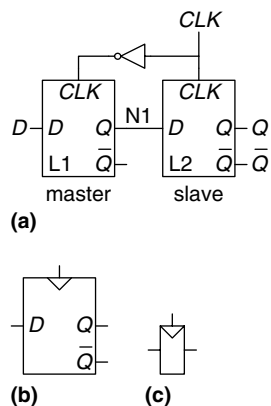 CLK
CLK CLK
D D Q N1 D Q Q
L1 Q̅ L2 Q̅ Q̅
master slave
(a)
D Q
Q̅
(b) (c)